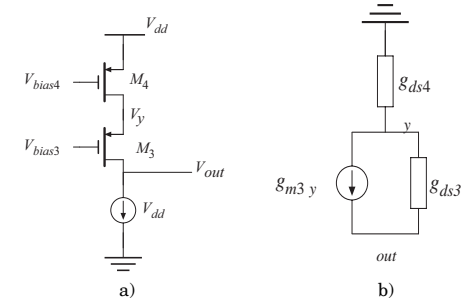 V_dd
V_bias4
M_4
V_y
V_bias3
M_3
V_out
V_dd
a)
g_ds4
y
g_m3 y
g_ds3
out
b)